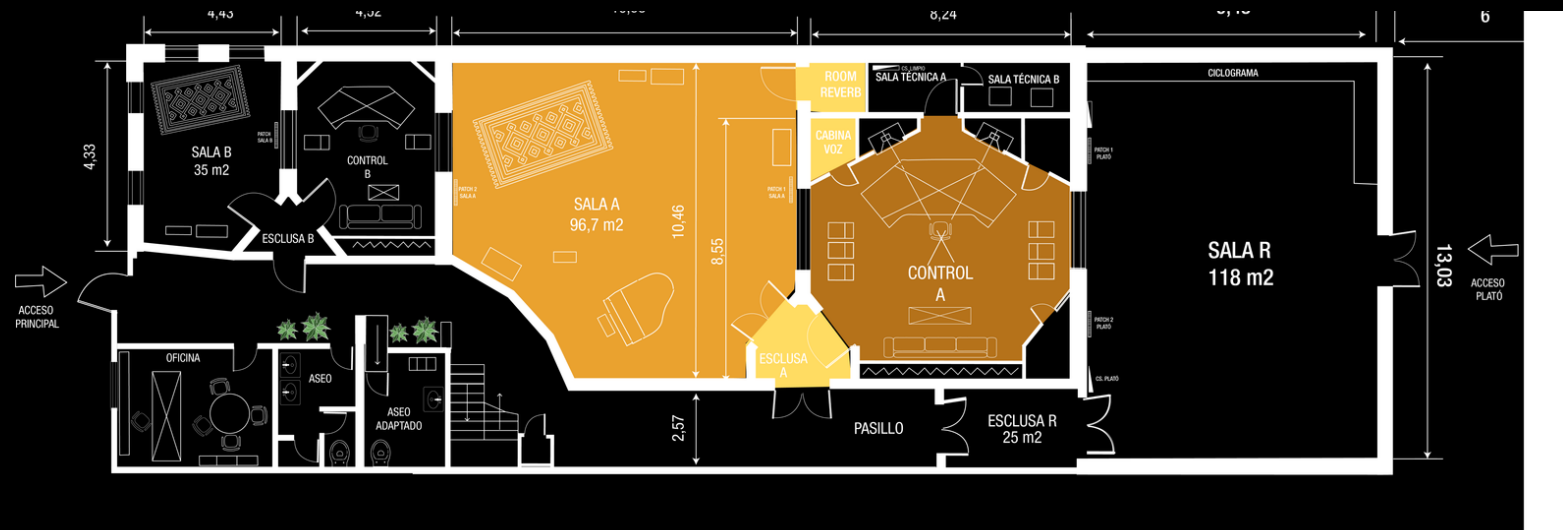 4,43
4,52
8,24
6
CS_LIMPIO
ROOM
REVERB
SALA TÉCNICA A
SALA TÉCNICA B
CICLOGRAMA
4,33
SALA B
35 m2
PATCH
SALA B
CONTROL
B
CABINA
VOZ
PATCH 1
PLATÓ
PATCH 2
SALA A
PATCH 1
SALA A
SALA A
96,7 m2
10,46
8,55
ESCLUSA B
CONTROL
A
SALA R
118 m2
13,03
ACCESO
PRINCIPAL
ACCESO
PLATÓ
PATCH 2
PLATÓ
OFICINA
ASEO
ESCLUSA
A
CS. PLATÓ
ASEO
ADAPTADO
2,57
PASILLO
ESCLUSA R
25 m2